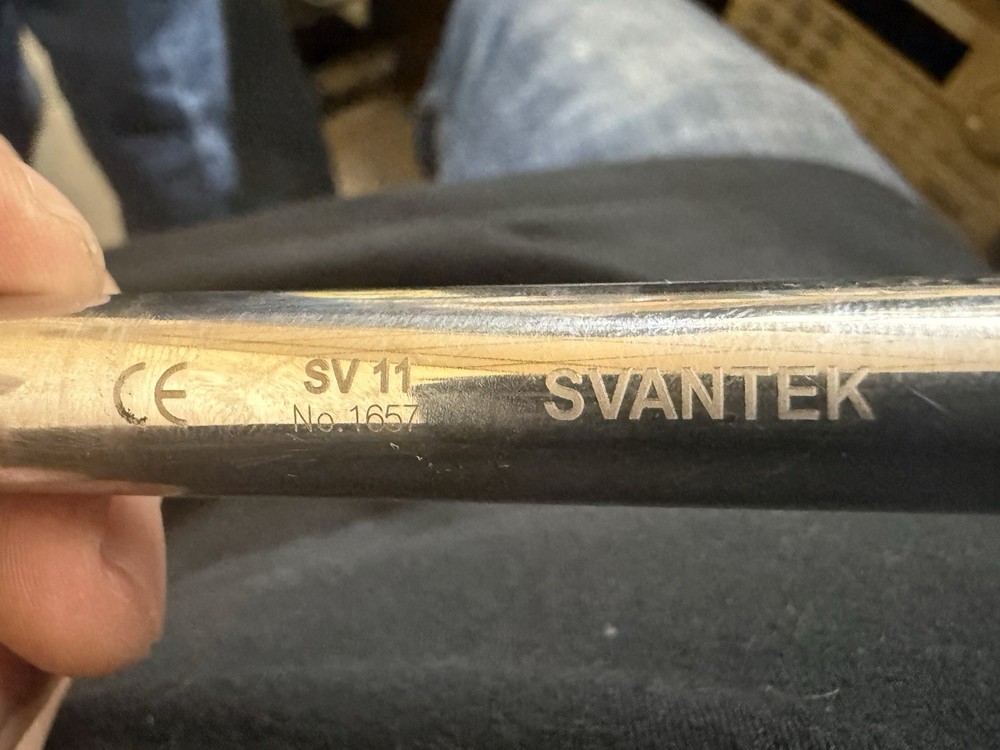 CE
SV 11
No.1657
SVANTEK